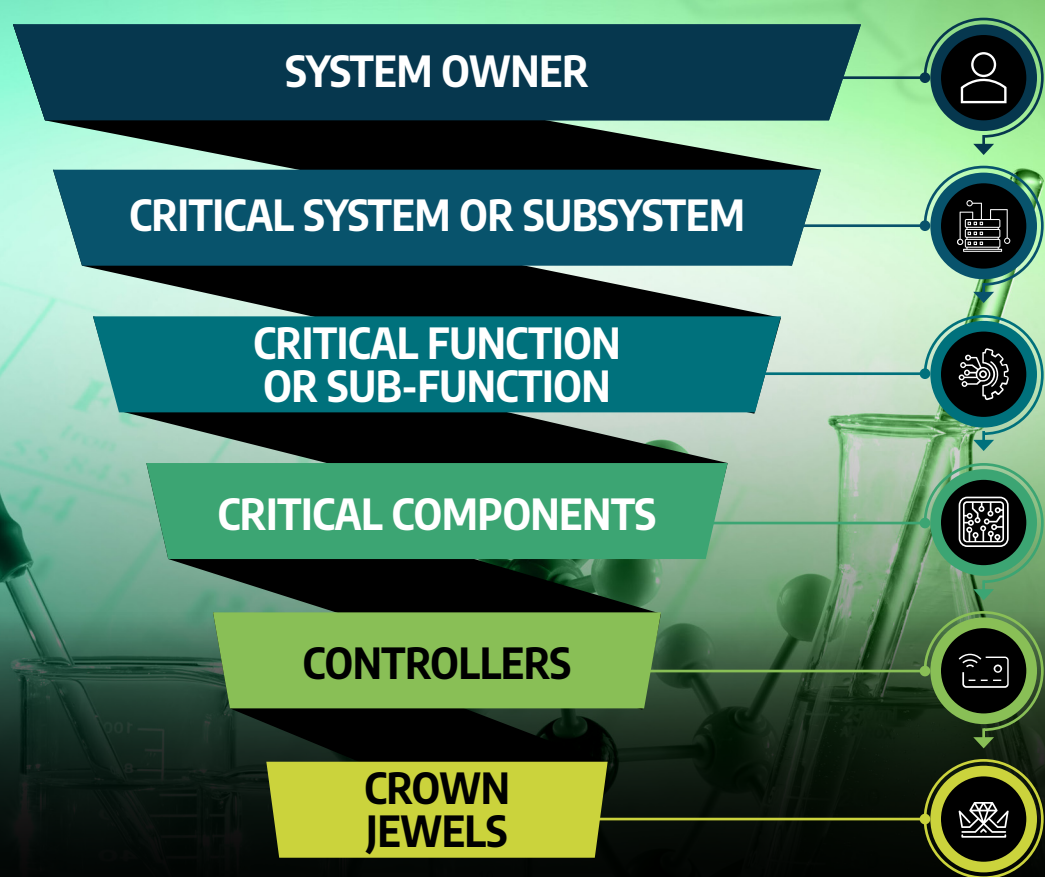 SYSTEM OWNER
CRITICAL SYSTEM OR SUBSYSTEM
CRITICAL FUNCTION
OR SUB-FUNCTION
CRITICAL COMPONENTS
CONTROLLERS
CROWN
JEWELS